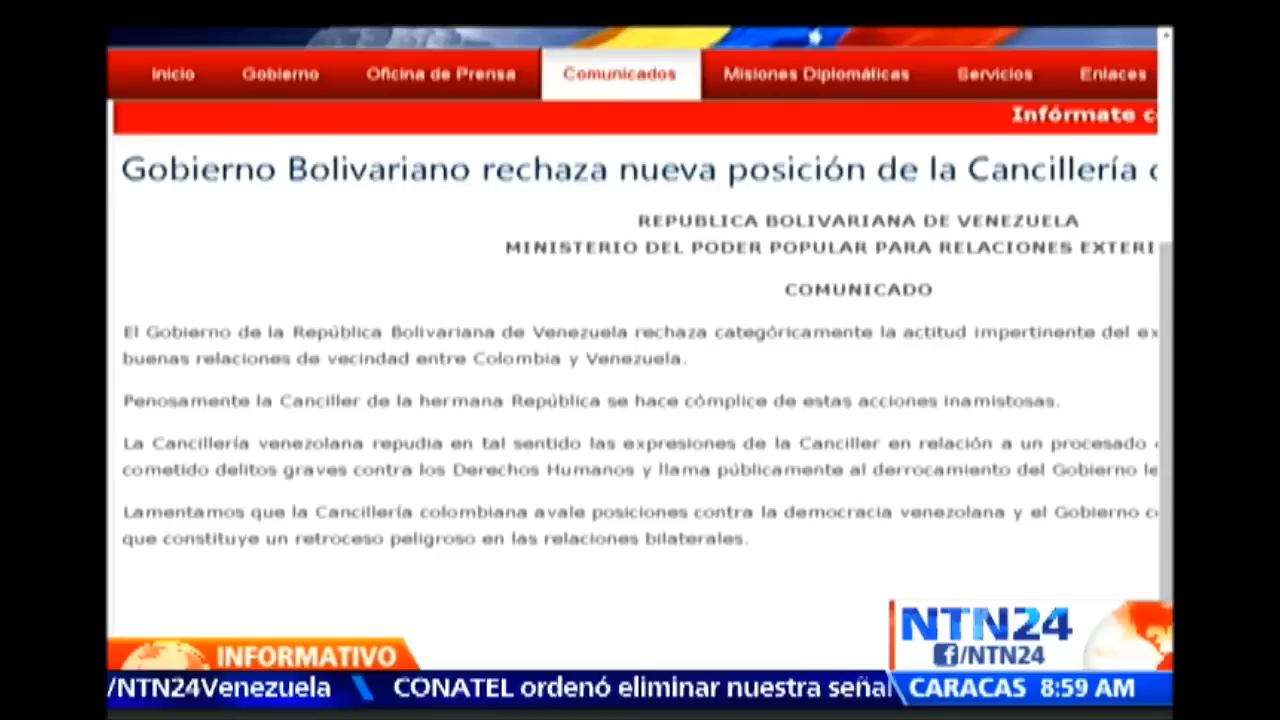 Inicio Gobierno Oficina de Prensa Comunicados Misiones Diplomáticas Servicios Enlaces
Infórmate c
Gobierno Bolivariano rechaza nueva posición de la Cancillería c
REPUBLICA BOLIVARIANA DE VENEZUELA
MINISTERIO DEL PODER POPULAR PARA RELACIONES EXTERI
COMUNICADO
El Gobierno de la República Bolivariana de Venezuela rechaza categóricamente la actitud impertinente del ex
buenas relaciones de vecindad entre Colombia y Venezuela.
Penosamente la Canciller de la hermana República se hace cómplice de estas acciones inamistosas.
La Cancillería venezolana repudia en tal sentido las expresiones de la Canciller en relación a un procesado
cometido delitos graves contra los Derechos Humanos y llama públicamente al derrocamiento del Gobierno le
Lamentamos que la Cancillería colombiana avale posiciones contra la democracia venezolana y el Gobierno c
que constituye un retroceso peligroso en las relaciones bilaterales.
NTN24
f/NTN24
INFORMATIVO
/NTN24Venezuela CONATEL ordenó eliminar nuestra señal CARACAS 8:59 AM